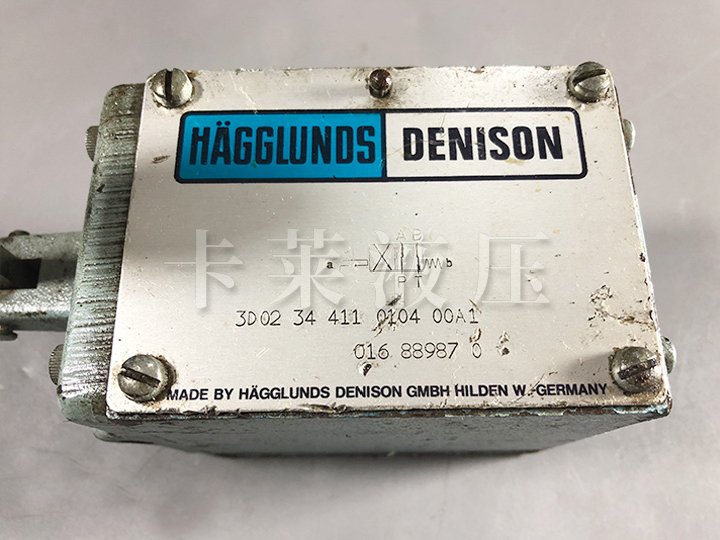 HÄGGLUNDS DENISON
A B
a b
P T
卡莱液压
3D02 34 411 0104 00A1
016 88987 0
MADE BY HÄGGLUNDS DENISON GMBH HILDEN W.-GERMANY